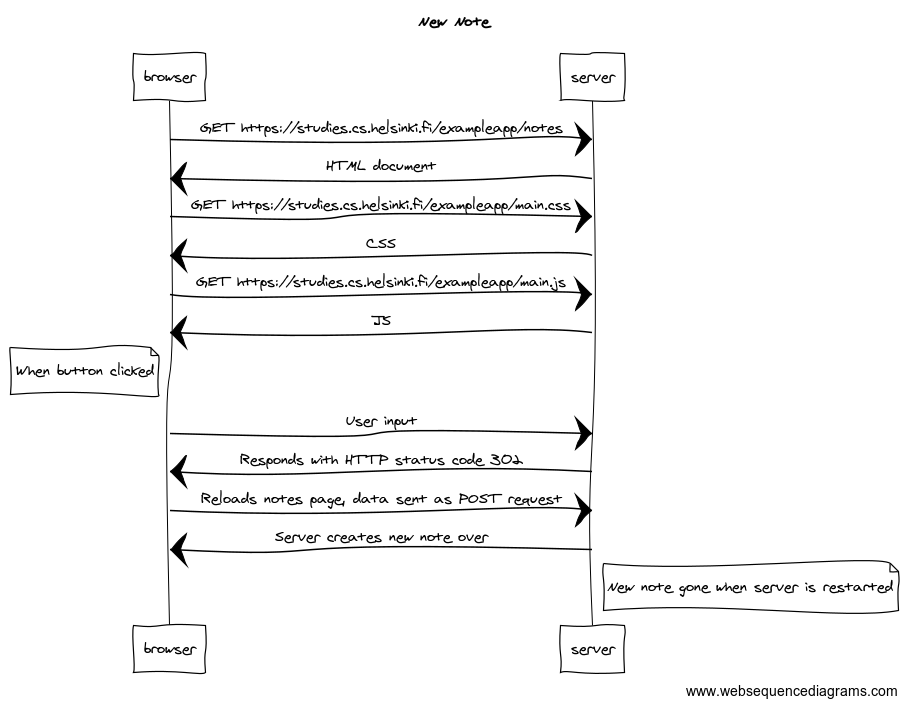 New Note
browser
server
GET https://studies.cs.helsinki.fi/exampleapp/notes
HTML document
GET https://studies.cs.helsinki.fi/exampleapp/main.css
CSS
GET https://studies.cs.helsinki.fi/exampleapp/main.js
JS
When button clicked
User input
Responds with HTTP status code 302
Reloads notes page, data sent as POST request
Server creates new note over
New note gone when server is restarted
browser
server
www.websequencediagrams.com